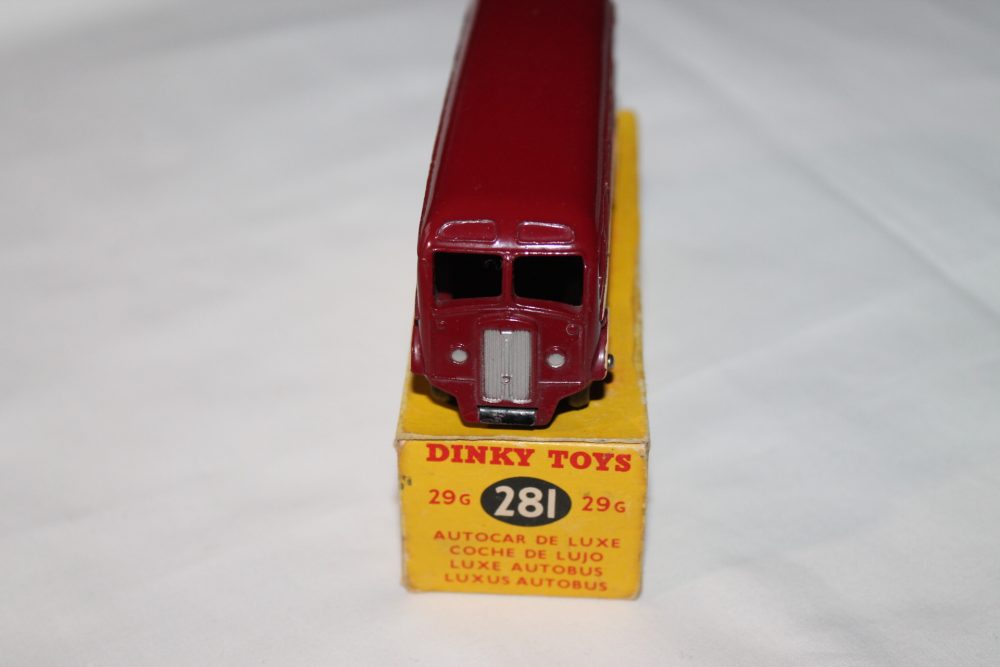 DINKY TOYS
29G 281 29G
AUTOCAR DE LUXE
COCHE DE LUJO
LUXE AUTOBUS
LUXUS AUTOBUS